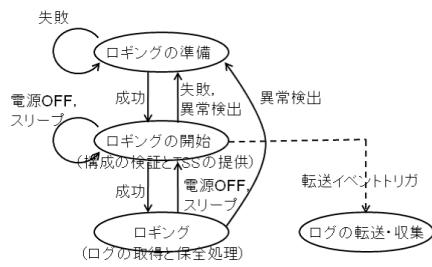 失敗
ロギングの準備
成功
失敗,
異常検出
異常検出
電源OFF,
スリープ
ロギングの開始
(構成の検証とTSSの提供)
成功
電源OFF,
スリープ
転送イベントトリガ
ロギング
(ログの取得と保全処理)
ログの転送・収集